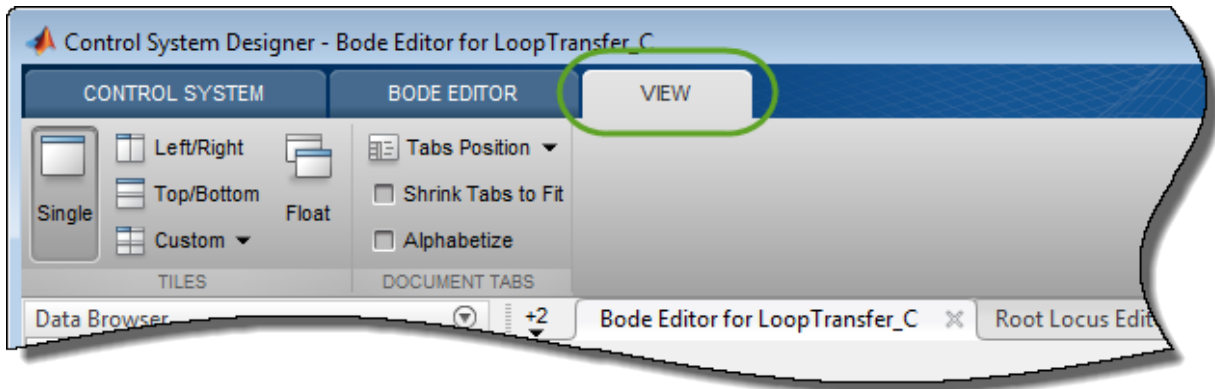 Control System Designer - Bode Editor for LoopTransfer_C
CONTROL SYSTEM BODE EDITOR VIEW
Single
Left/Right
Top/Bottom
Custom
Float
TILES
Tabs Position
Shrink Tabs to Fit
Alphabetize
DOCUMENT TABS
Data Browser +2 Bode Editor for LoopTransfer_C Root Locus Edit